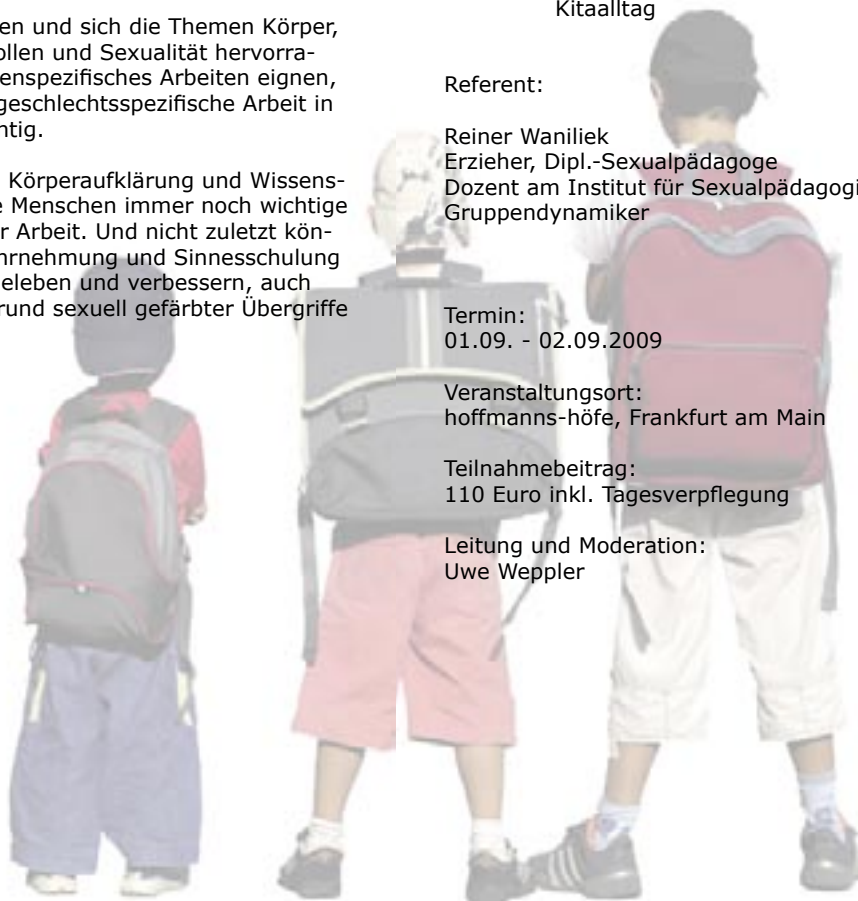 en und sich die Themen Körper,
ollen und Sexualität hervorra-
enspezifisches Arbeiten eignen,
geschlechtsspezifische Arbeit in
ntig.
Körperaufklärung und Wissens-
e Menschen immer noch wichtige
r Arbeit. Und nicht zuletzt kön-
hrnehmung und Sinnesschulung
eleben und verbessern, auch
rund sexuell gefärbter Übergriffe
Kitaalltag
Referent:
Reiner Waniliek
Erzieher, Dipl.-Sexualpädagoge
Dozent am Institut für Sexualpädagogi
Gruppendynamiker
Termin:
01.09. - 02.09.2009
Veranstaltungsort:
hoffmanns-höfe, Frankfurt am Main
Teilnahmebeitrag:
110 Euro inkl. Tagesverpflegung
Leitung und Moderation:
Uwe Weppler